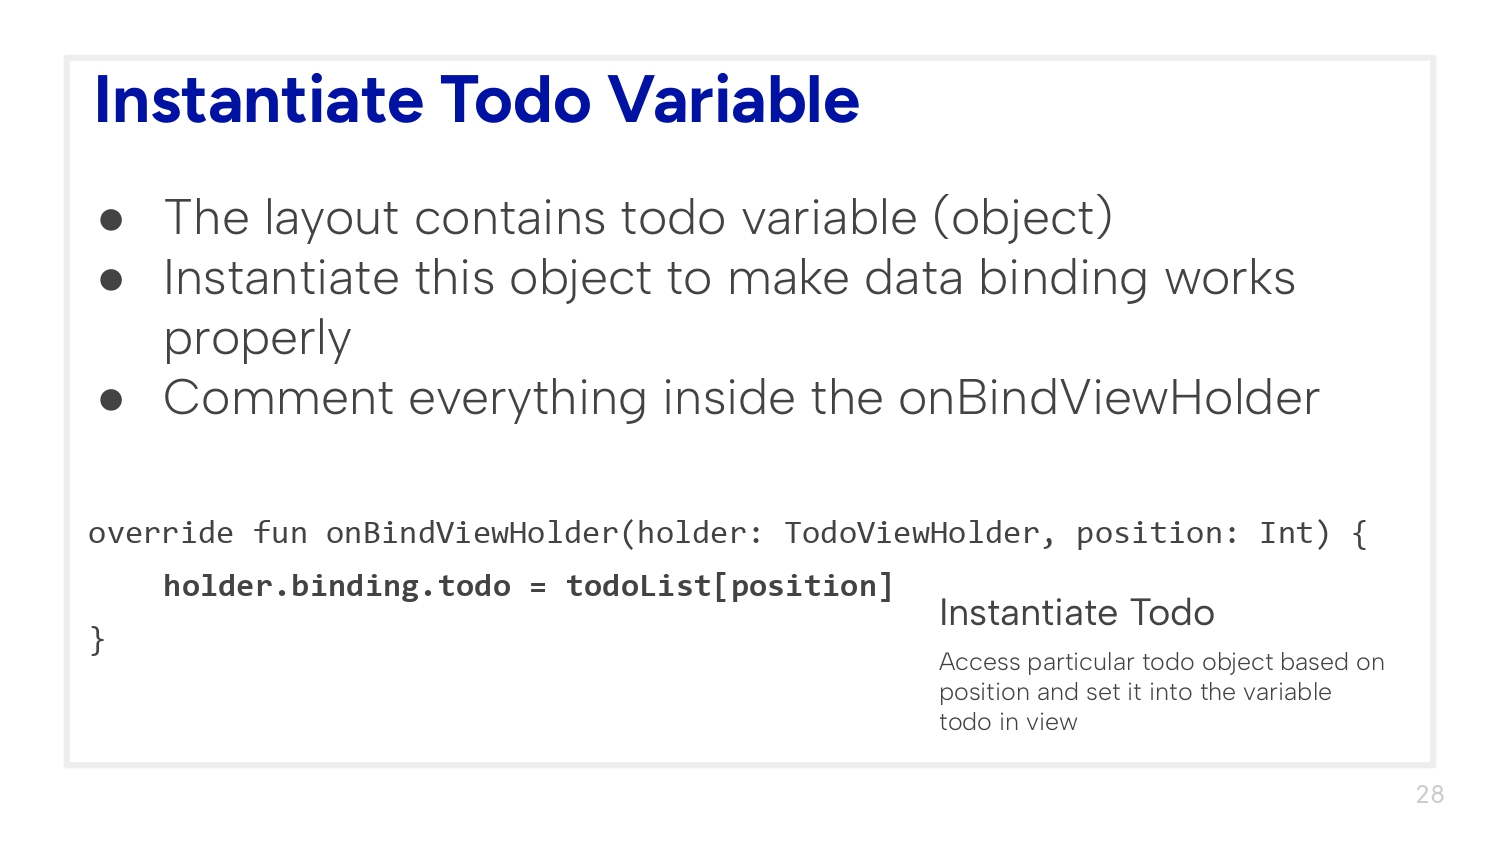 Instantiate Todo Variable
● The layout contains todo variable (object)
● Instantiate this object to make data binding works
properly
● Comment everything inside the onBindViewHolder
override fun onBindViewHolder(holder: TodoViewHolder, position: Int) {
holder.binding.todo = todoList[position]
}
Instantiate Todo
Access particular todo object based on
position and set it into the variable
todo in view
28